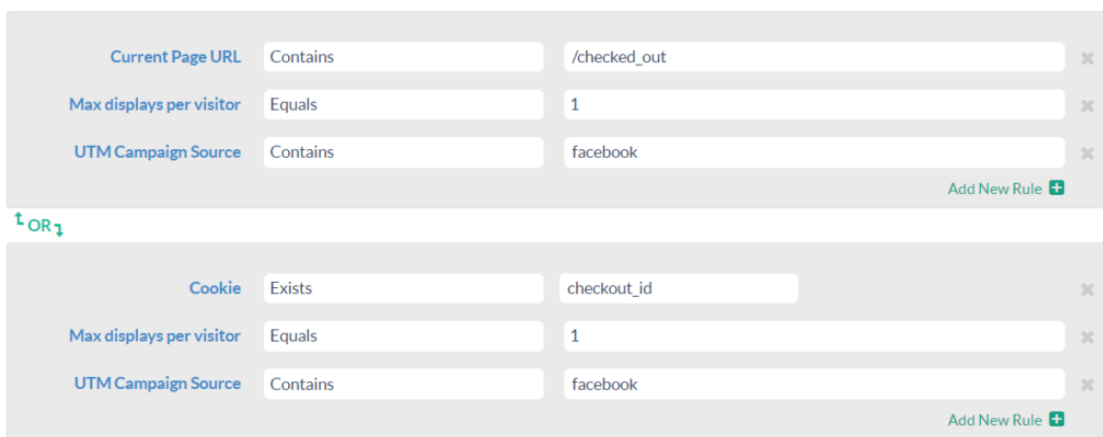 Current Page URL Contains /checked_out
Max displays per visitor Equals 1
UTM Campaign Source Contains facebook
Add New Rule
OR
Cookie Exists checkout_id
Max displays per visitor Equals 1
UTM Campaign Source Contains facebook
Add New Rule